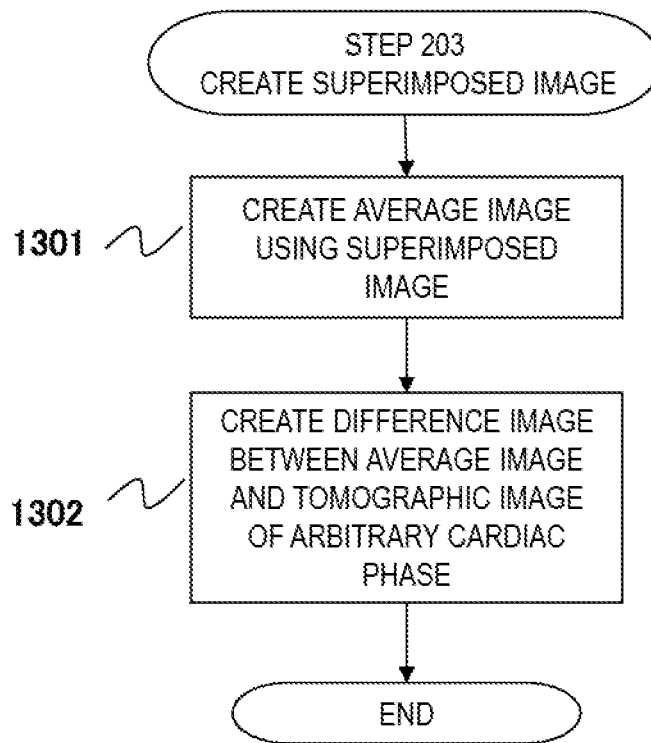 STEP 203
CREATE SUPERIMPOSED IMAGE
1301
CREATE AVERAGE IMAGE
USING SUPERIMPOSED
IMAGE
1302
CREATE DIFFERENCE IMAGE
BETWEEN AVERAGE IMAGE
AND TOMOGRAPHIC IMAGE
OF ARBITRARY CARDIAC
PHASE
END